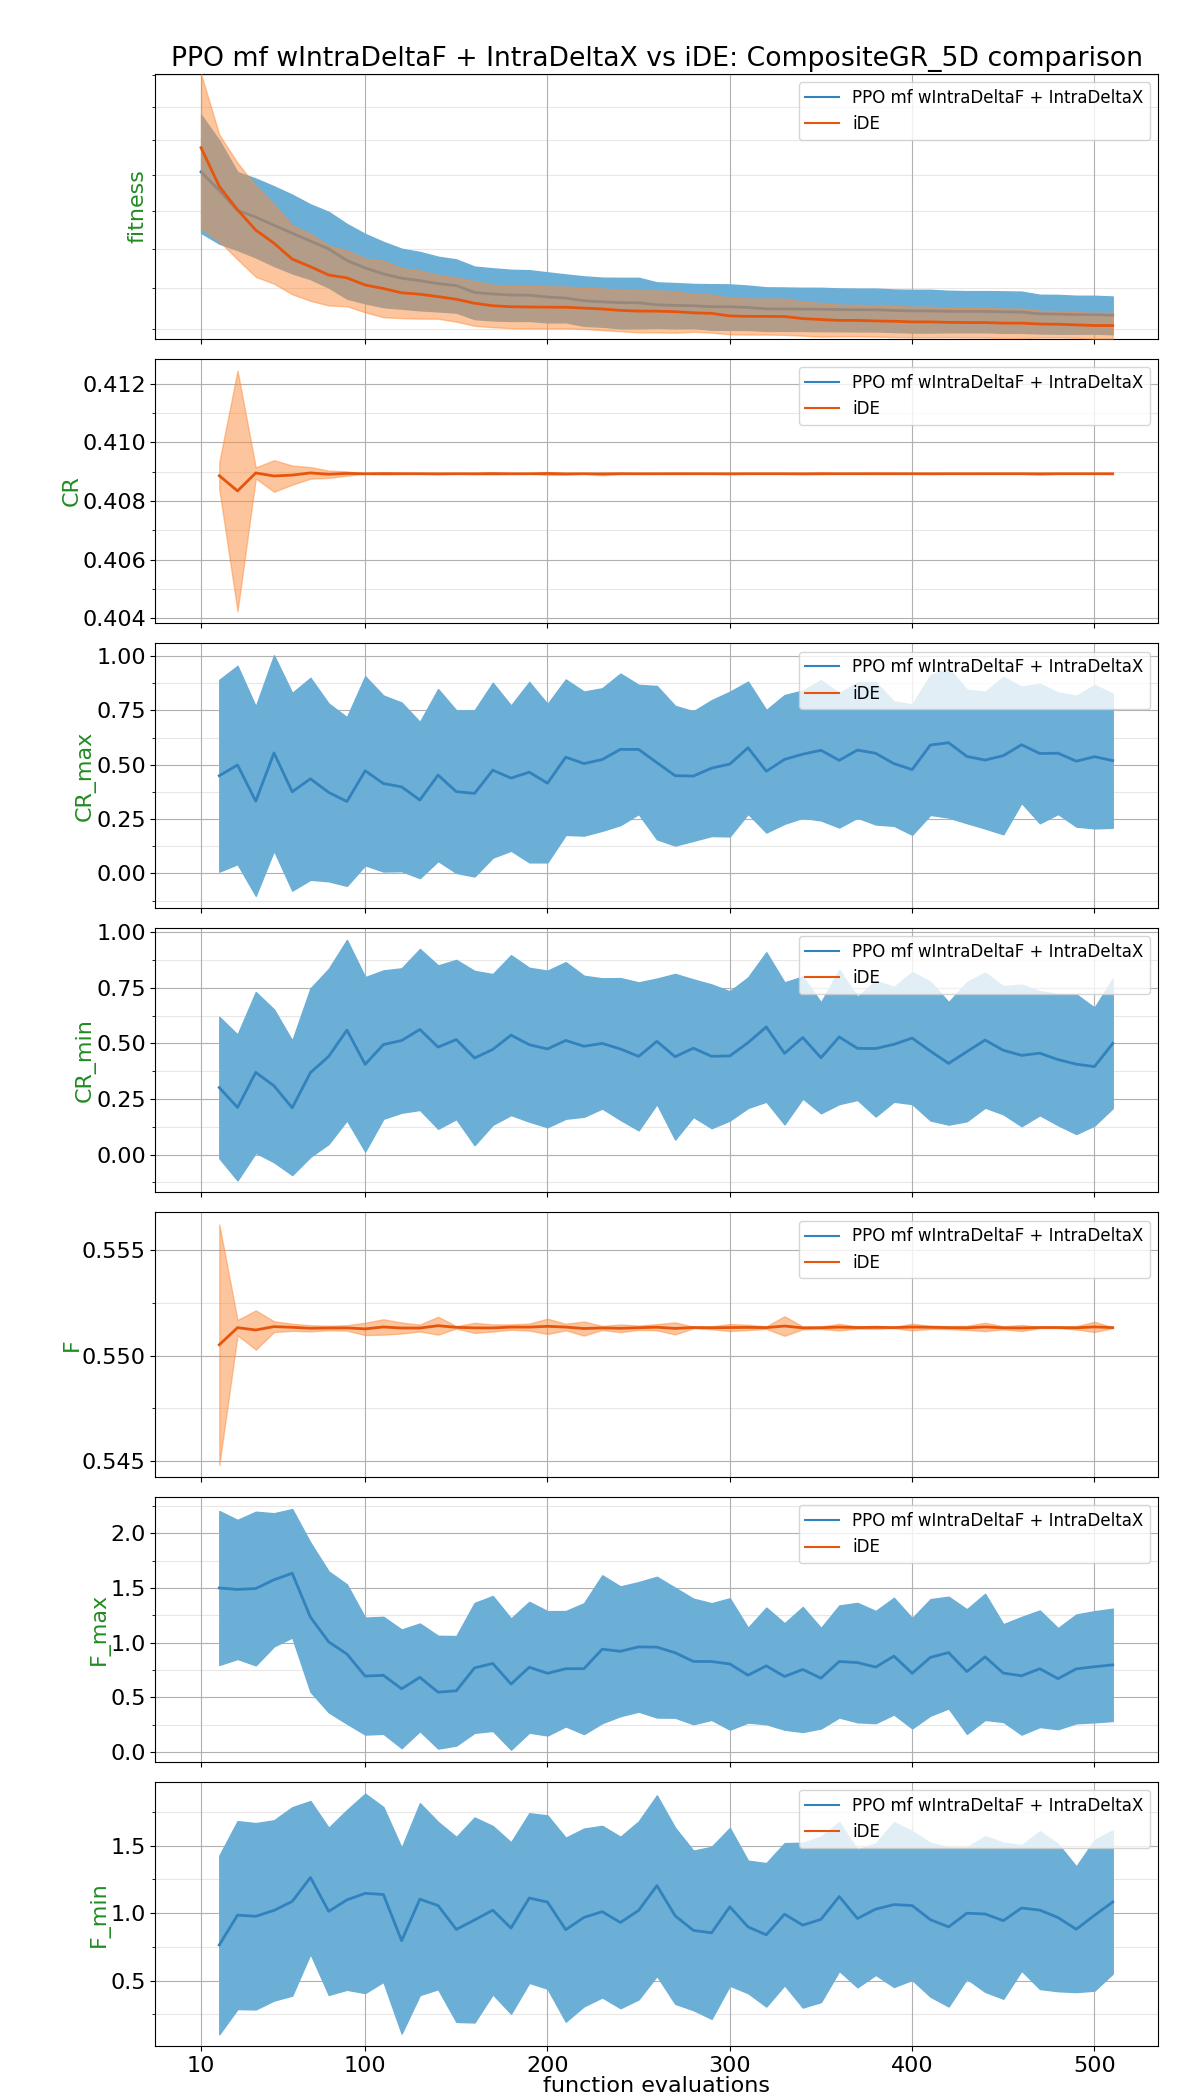 PPO mf wIntraDeltaF + IntraDeltaX vs iDE: CompositeGR_5D comparison
fitness
PPO mf wIntraDeltaF + IntraDeltaX
iDE
CR
0.412
0.410
0.408
0.406
0.404
PPO mf wIntraDeltaF + IntraDeltaX
iDE
CR_max
1.00
0.75
0.50
0.25
0.00
PPO mf wIntraDeltaF + IntraDeltaX
iDE
CR_min
1.00
0.75
0.50
0.25
0.00
PPO mf wIntraDeltaF + IntraDeltaX
iDE
F
0.555
0.550
0.545
PPO mf wIntraDeltaF + IntraDeltaX
iDE
F_max
2.0
1.5
1.0
0.5
0.0
PPO mf wIntraDeltaF + IntraDeltaX
iDE
F_min
1.5
1.0
0.5
PPO mf wIntraDeltaF + IntraDeltaX
iDE
10 100 200 300 400 500
function evaluations